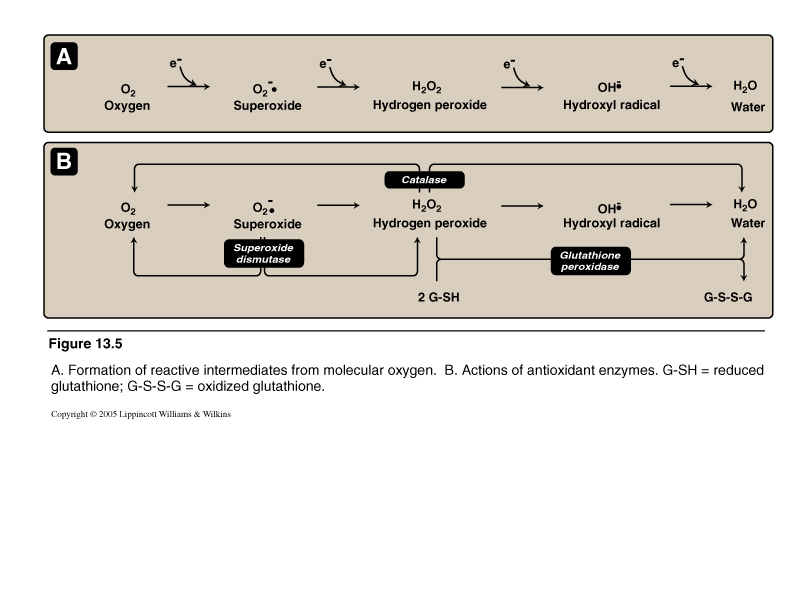 A
e⁻ e⁻ e⁻ e⁻
O₂ O₂⁻• H₂O₂ OH⁻• H₂O
Oxygen Superoxide Hydrogen peroxide Hydroxyl radical Water
B
Catalase
O₂ O₂⁻• H₂O₂ OH⁻• H₂O
Oxygen Superoxide Hydrogen peroxide Hydroxyl radical Water
Superoxide
dismutase
Glutathione
peroxidase
2 G-SH G-S-S-G
Figure 13.5
A. Formation of reactive intermediates from molecular oxygen. B. Actions of antioxidant enzymes. G-SH = reduced
glutathione; G-S-S-G = oxidized glutathione.
Copyright © 2005 Lippincott Williams & Wilkins